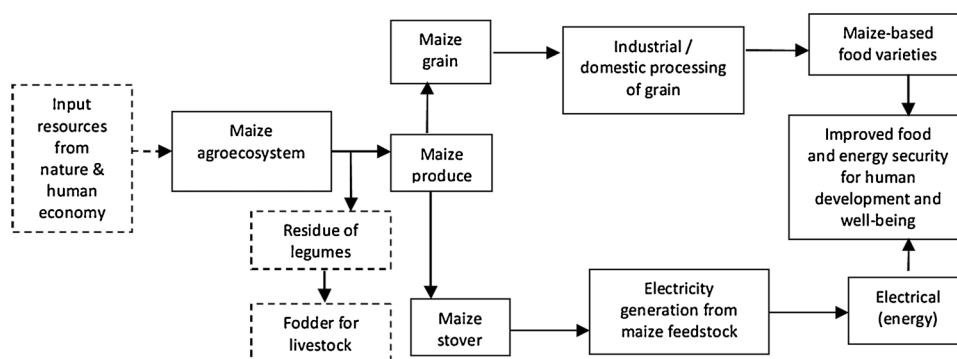 Input
resources
from
nature &
human
economy
Maize
agroecosystem
Maize
produce
Maize
grain
Industrial /
domestic processing
of grain
Maize-based
food varieties
Improved food
and energy security
for human
development and
well-being
Residue of
legumes
Fodder for
livestock
Maize
stover
Electricity
generation from
maize feedstock
Electrical
(energy)